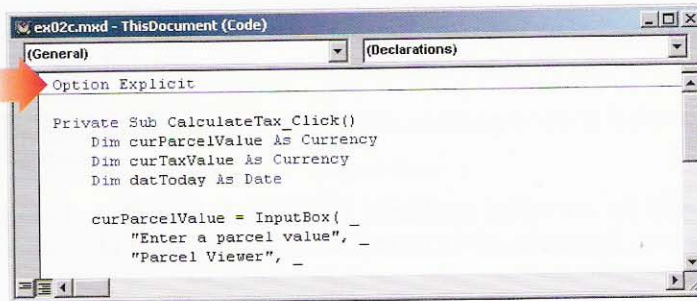 ex02c.mxd - ThisDocument (Code)
(General) (Declarations)
Option Explicit
Private Sub CalculateTax_Click()
Dim curParcelValue As Currency
Dim curTaxValue As Currency
Dim datToday As Date
curParcelValue = InputBox( _
"Enter a parcel value", _
"Parcel Viewer", _